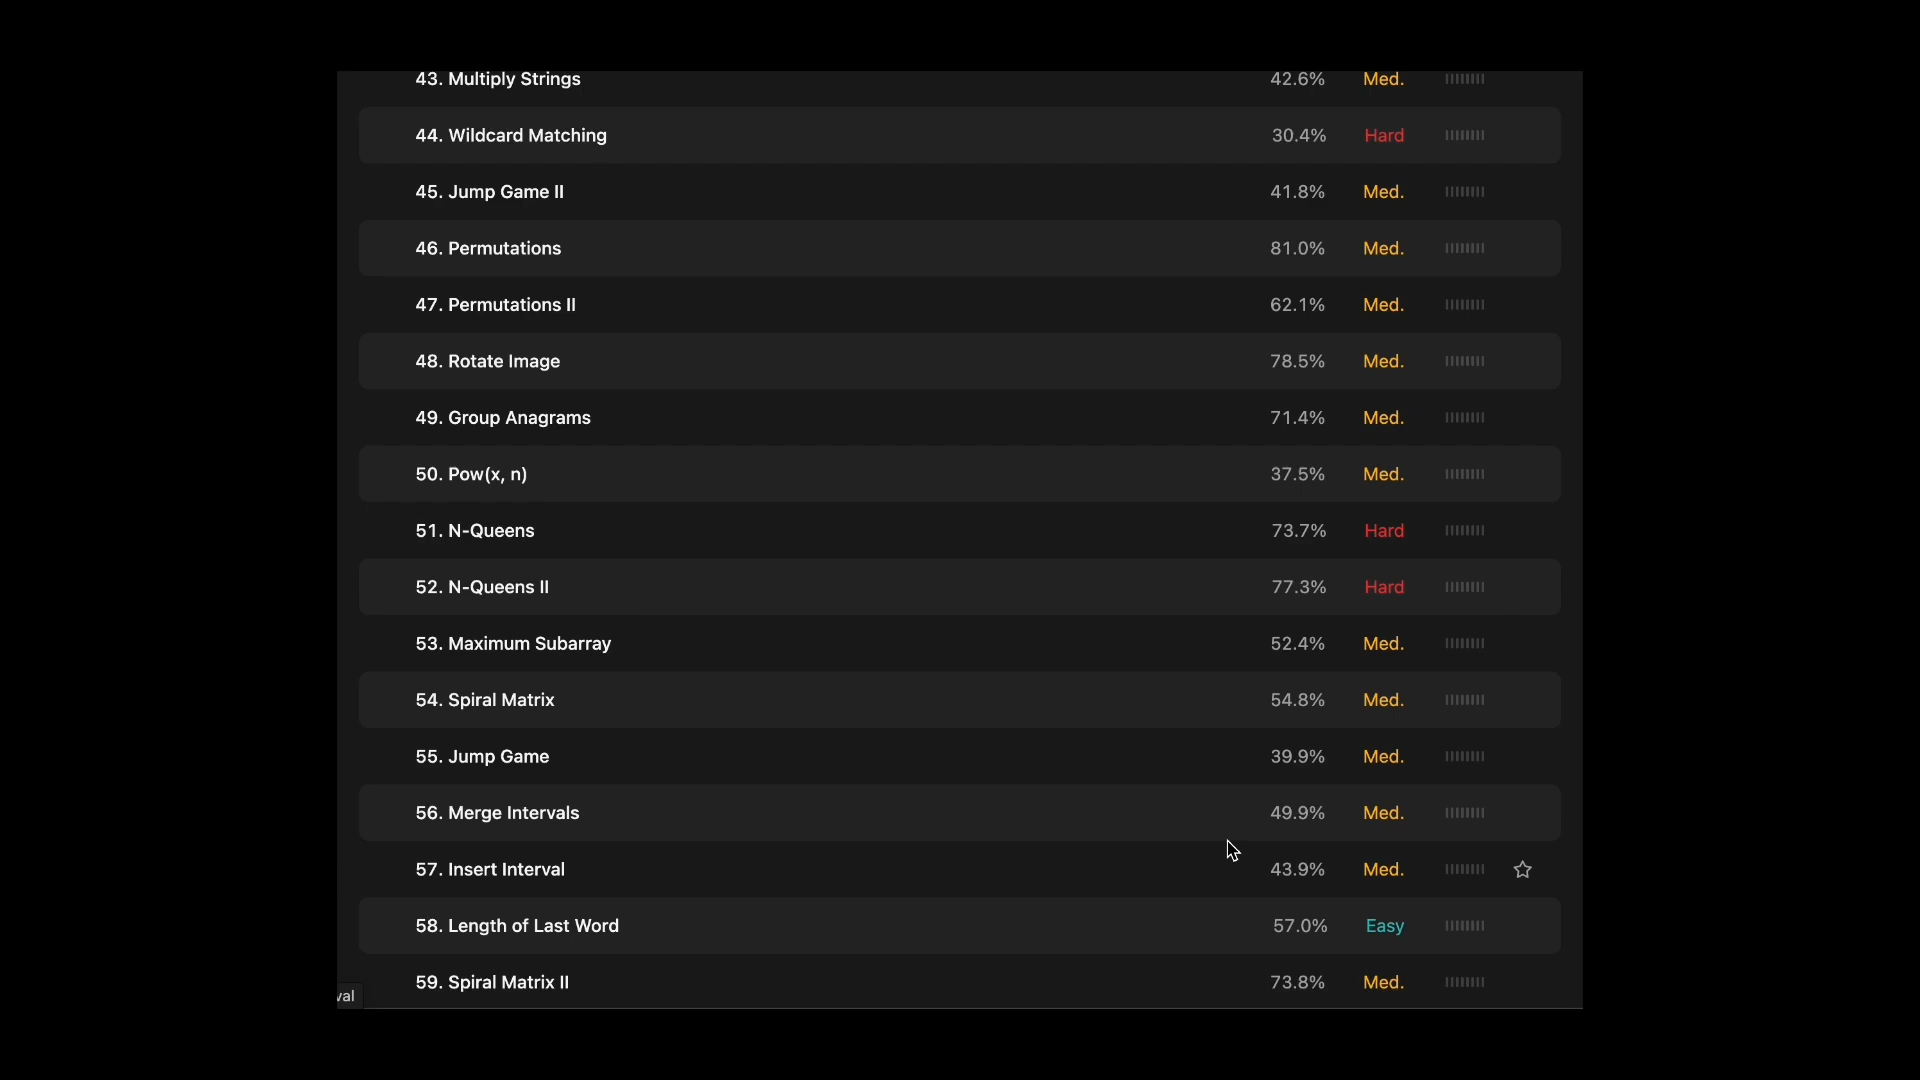 43. Multiply Strings 42.6% Med.
44. Wildcard Matching 30.4% Hard
45. Jump Game II 41.8% Med.
46. Permutations 81.0% Med.
47. Permutations II 62.1% Med.
48. Rotate Image 78.5% Med.
49. Group Anagrams 71.4% Med.
50. Pow(x, n) 37.5% Med.
51. N-Queens 73.7% Hard
52. N-Queens II 77.3% Hard
53. Maximum Subarray 52.4% Med.
54. Spiral Matrix 54.8% Med.
55. Jump Game 39.9% Med.
56. Merge Intervals 49.9% Med.
57. Insert Interval 43.9% Med.
58. Length of Last Word 57.0% Easy
59. Spiral Matrix II 73.8% Med.
val